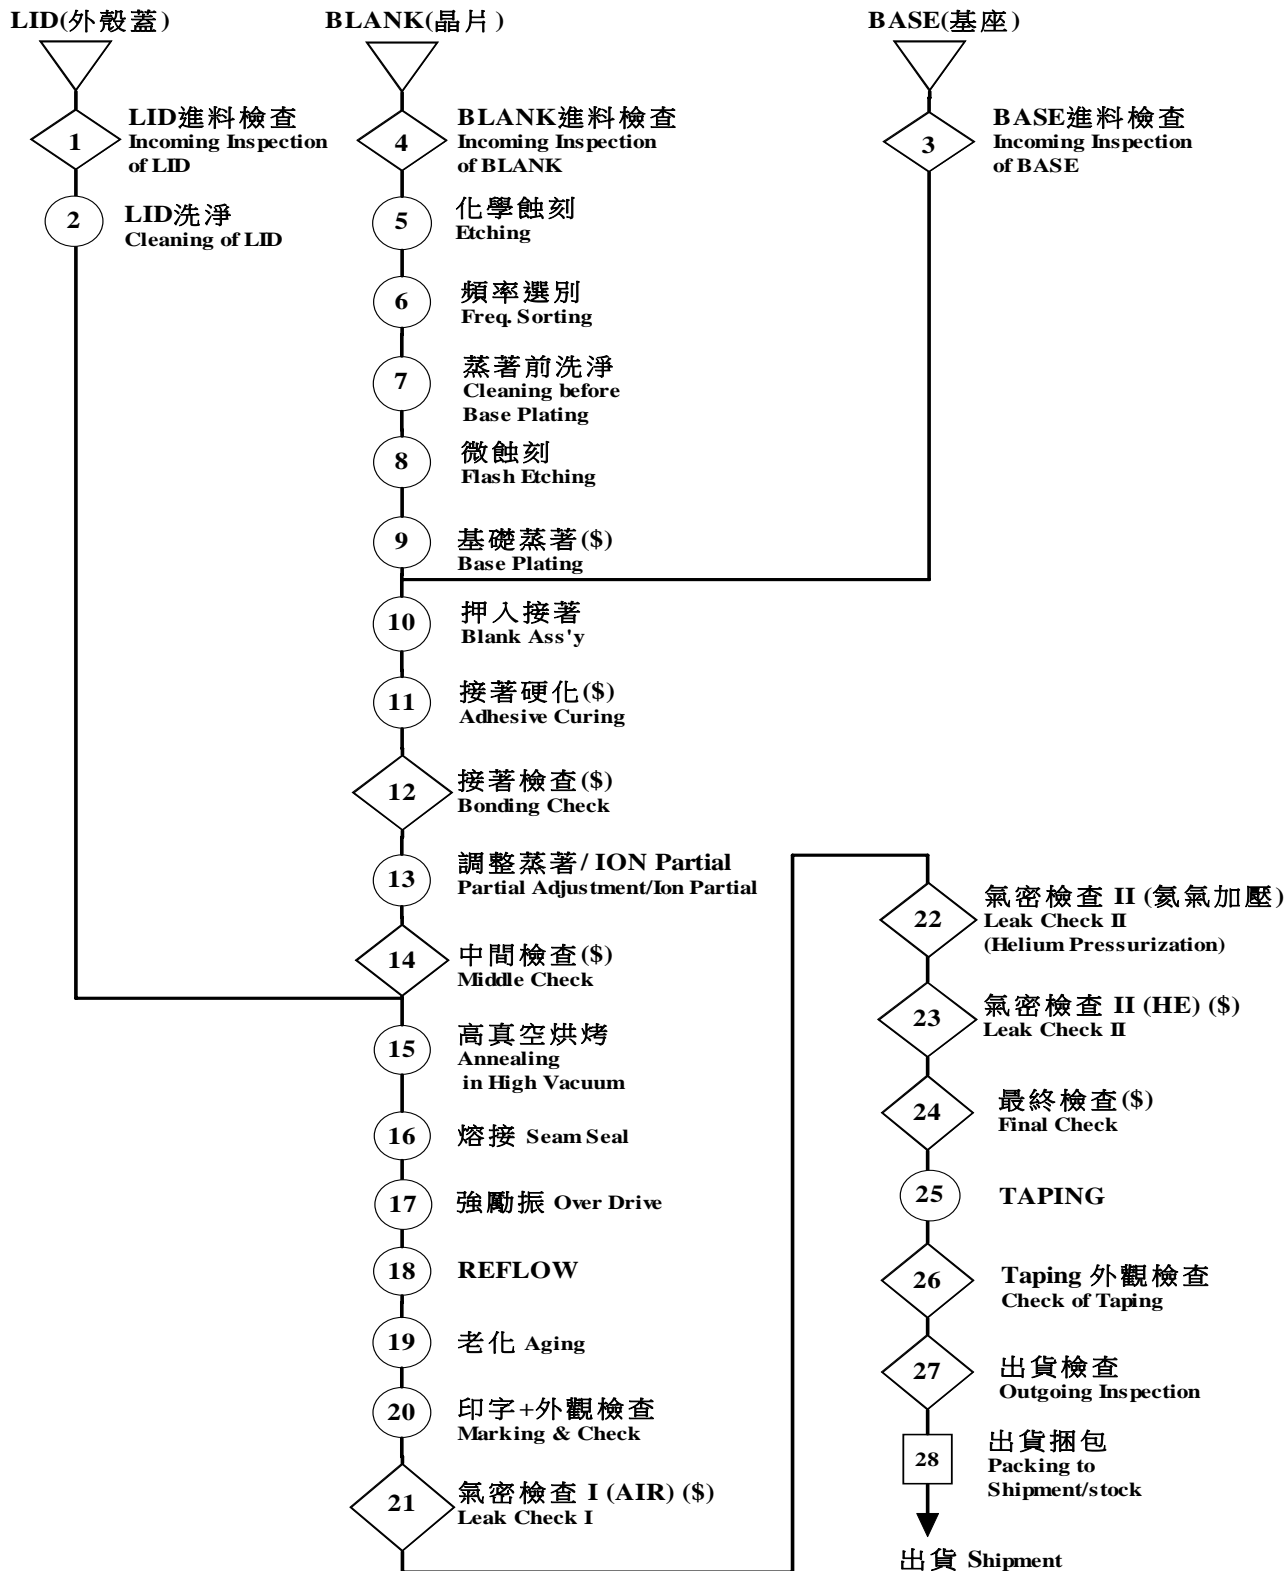 LID(外殼蓋)
1
LID進料檢查
Incoming Inspection
of LID
2
LID洗淨
Cleaning of LID
BLANK(晶片)
4
BLANK進料檢查
Incoming Inspection
of BLANK
5
化學蝕刻
Etching
6
頻率選別
Freq. Sorting
7
蒸著前洗淨
Cleaning before
Base Plating
8
微蝕刻
Flash Etching
9
基礎蒸著($)
Base Plating
BASE(基座)
3
BASE進料檢查
Incoming Inspection
of BASE
10
押入接著
Blank Ass'y
11
接著硬化($)
Adhesive Curing
12
接著檢查($)
Bonding Check
13
調整蒸著/ ION Partial
Partial Adjustment/Ion Partial
14
中間檢查($)
Middle Check
15
高真空烘烤
Annealing
in High Vacuum
16
熔接 Seam Seal
17
強勵振 Over Drive
18
REFLOW
19
老化 Aging
20
印字+外觀檢查
Marking & Check
21
氣密檢查 I (AIR) ($)
Leak Check I
22
氣密檢查 II (氦氣加壓)
Leak Check II
(Helium Pressurization)
23
氣密檢查 II (HE) ($)
Leak Check II
24
最終檢查($)
Final Check
25
TAPING
26
Taping 外觀檢查
Check of Taping
27
出貨檢查
Outgoing Inspection
28
出貨捆包
Packing to
Shipment/stock
出貨 Shipment